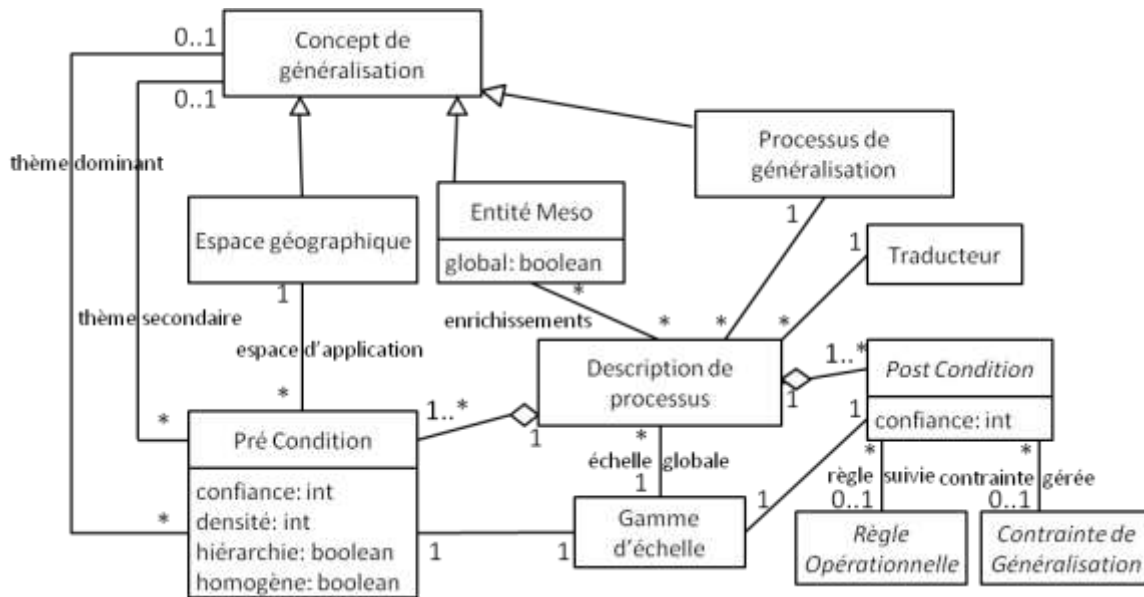 Concept de
généralisation
0..1
0..1
thème dominant
Processus de
généralisation
Espace géographique
Entité Meso
global: boolean
1
1
Traducteur
1
*
*
*
*
thème secondaire
enrichissements
espace d'application
Description de
processus
1..*
Post Condition
confiance: int
1
1
*
*
1..*
1
Pré Condition
confiance: int
densité: int
hiérarchie: boolean
homogène: boolean
*
échelle globale
1
*
*
règle suivie
contrainte gérée
*
1
1
1
Gamme
d'échelle
1
0..1
0..1
Règle
Opérationnelle
Contrainte de
Généralisation